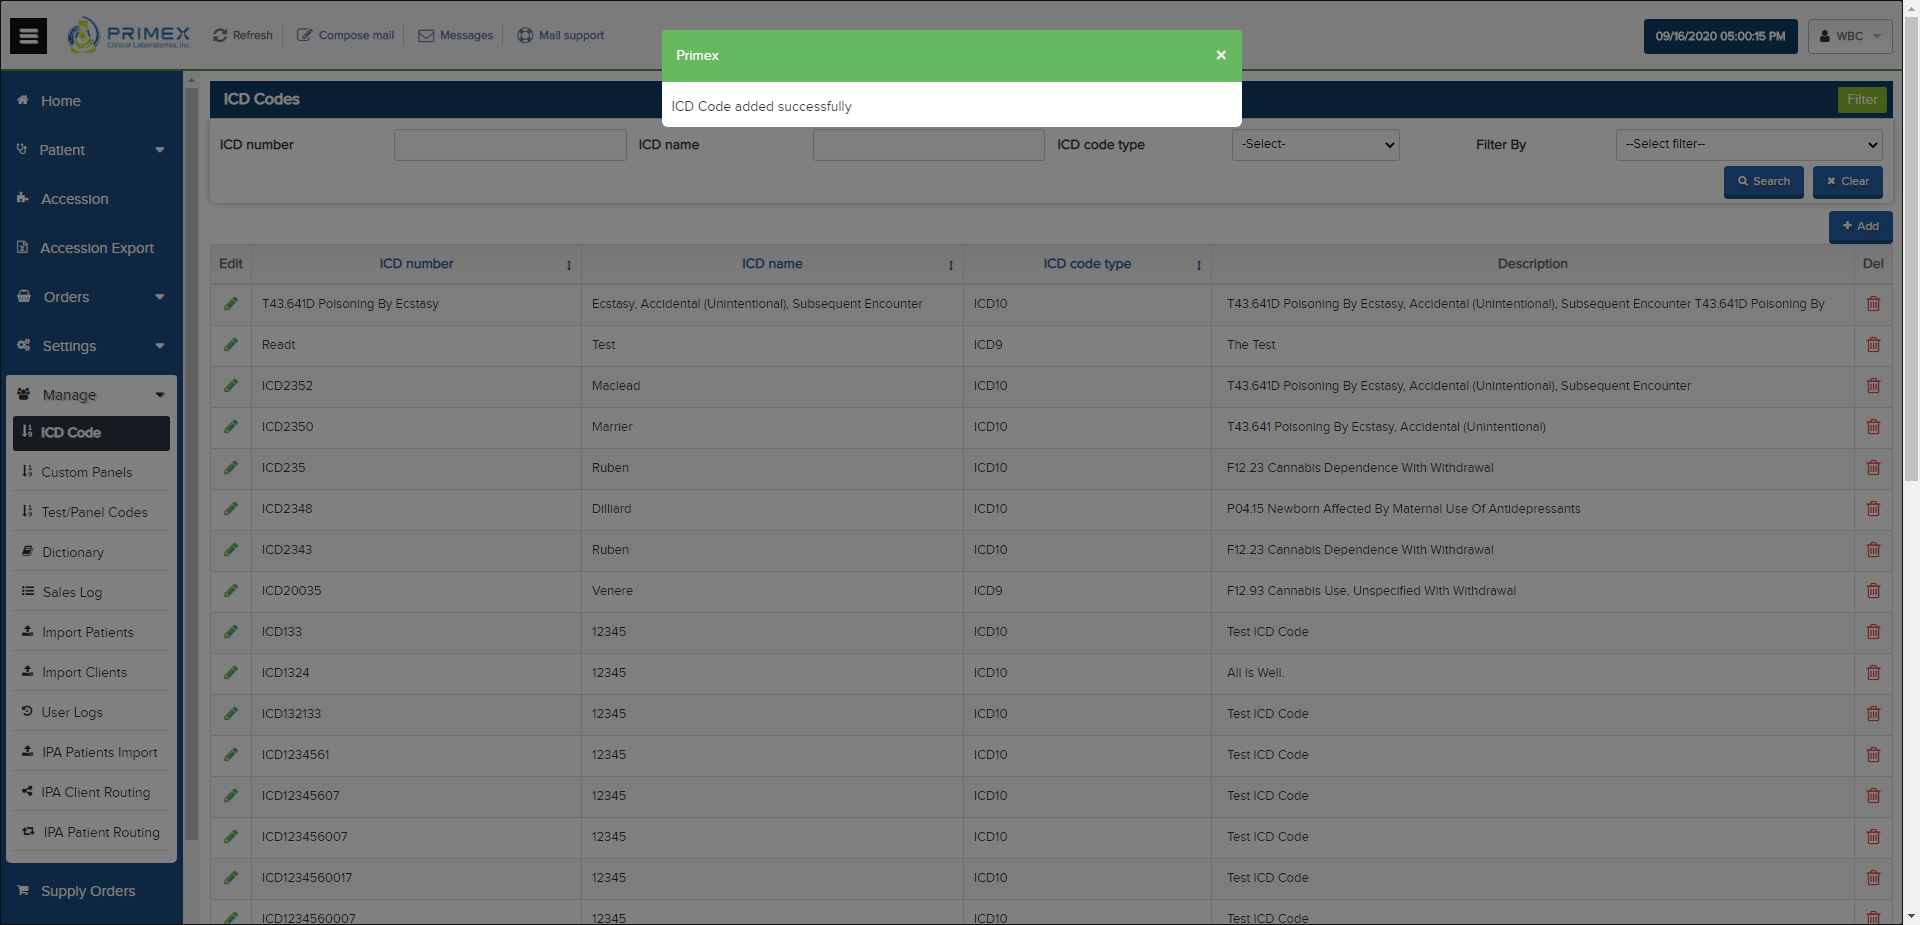 PRIMEX
Clinical Laboratories, Inc.
Refresh
Compose mail
Messages
Mail support
09/16/2020 05:00:15 PM
WBC
Primex
×
ICD Code added successfully
Home
Patient
Accession
Accession Export
Orders
Settings
Manage
ICD Code
Custom Panels
Test/Panel Codes
Dictionary
Sales Log
Import Patients
Import Clients
User Logs
IPA Patients Import
IPA Client Routing
IPA Patient Routing
Supply Orders
ICD Codes
Filter
ICD number
ICD name
ICD code type
-Select-
Filter By
--Select filter--
Search
Clear
Add
Edit ICD number ICD name ICD code type Description Del
T43.641D Poisoning By Ecstasy Ecstasy, Accidental (Unintentional), Subsequent Encounter ICD10 T43.641D Poisoning By Ecstasy, Accidental (Unintentional), Subsequent Encounter T43.641D Poisoning By
Readt Test ICD9 The Test
ICD2352 Maclead ICD10 T43.641D Poisoning By Ecstasy, Accidental (Unintentional), Subsequent Encounter
ICD2350 Marrier ICD10 T43.641 Poisoning By Ecstasy, Accidental (Unintentional)
ICD235 Ruben ICD10 F12.23 Cannabis Dependence With Withdrawal
ICD2348 Dilliard ICD10 P04.15 Newborn Affected By Maternal Use Of Antidepressants
ICD2343 Ruben ICD10 F12.23 Cannabis Dependence With Withdrawal
ICD20035 Venere ICD9 F12.93 Cannabis Use, Unspecified With Withdrawal
ICD133 12345 ICD10 Test ICD Code
ICD1324 12345 ICD10 All Is Well.
ICD132133 12345 ICD10 Test ICD Code
ICD1234561 12345 ICD10 Test ICD Code
ICD12345607 12345 ICD10 Test ICD Code
ICD123456007 12345 ICD10 Test ICD Code
ICD1234560017 12345 ICD10 Test ICD Code
ICD1234560007 12345 ICD10 Test ICD Code